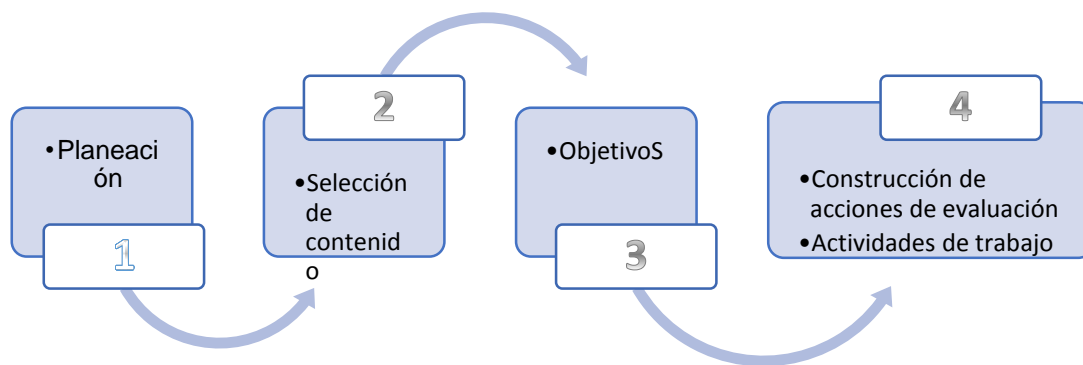 •Planeaci
ón
1
2
•Selección
de
contenid
o
•ObjetivoS
3
4
•Construcción de
acciones de evaluación
•Actividades de trabajo